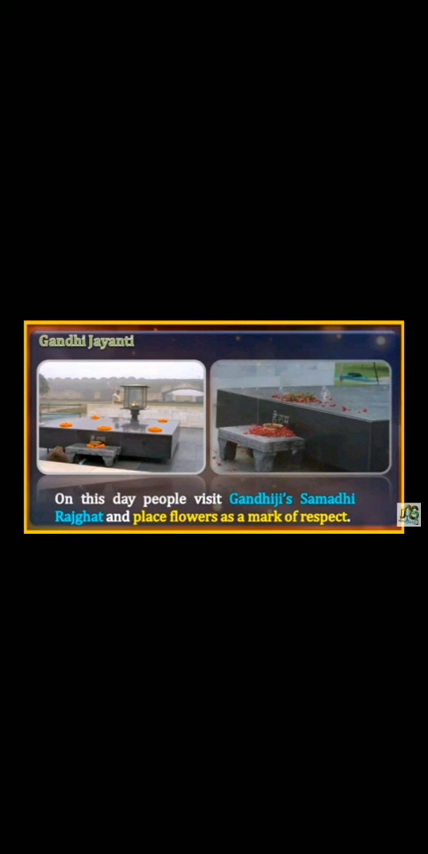 Gandhi Jayanti
On this day people visit Gandhiji's Samadhi
Rajghat and place flowers as a mark of respect.